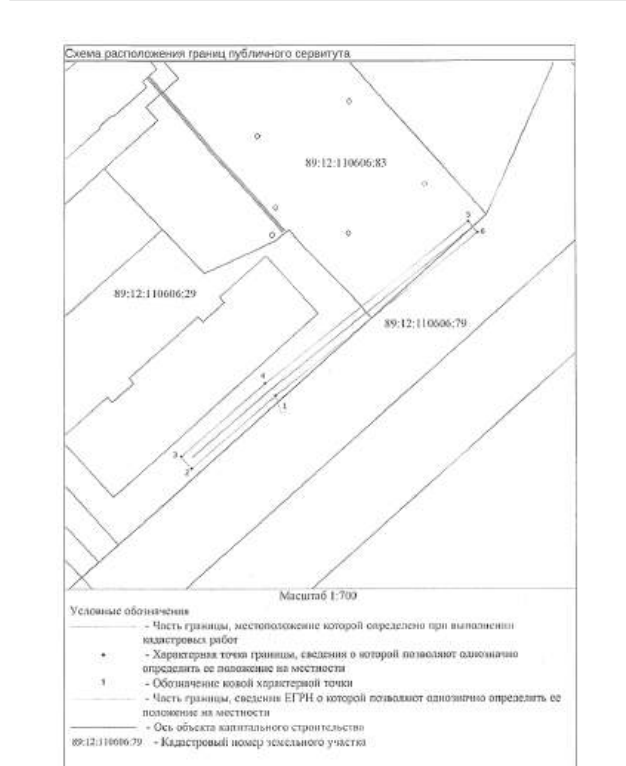 Схема расположения границ публичного сервитута
89:12:110606:83
5
6
89:12:110606:29
89:12:110606:79
4
1
3
2
Масштаб 1:700
Условные обозначения
- Часть границы, местоположение которой определено при выполнении
кадастровых работ
- Характерная точка границы, сведения о которой позволяют однозначно
определить ее положение на местности
1 - Обозначение новой характерной точки
- Часть границы, сведения ЕГРН о которой позволяют однозначно определить ее
положение на местности
- Ось объекта капитального строительства
89:12:110606:79 - Кадастровый номер земельного участка